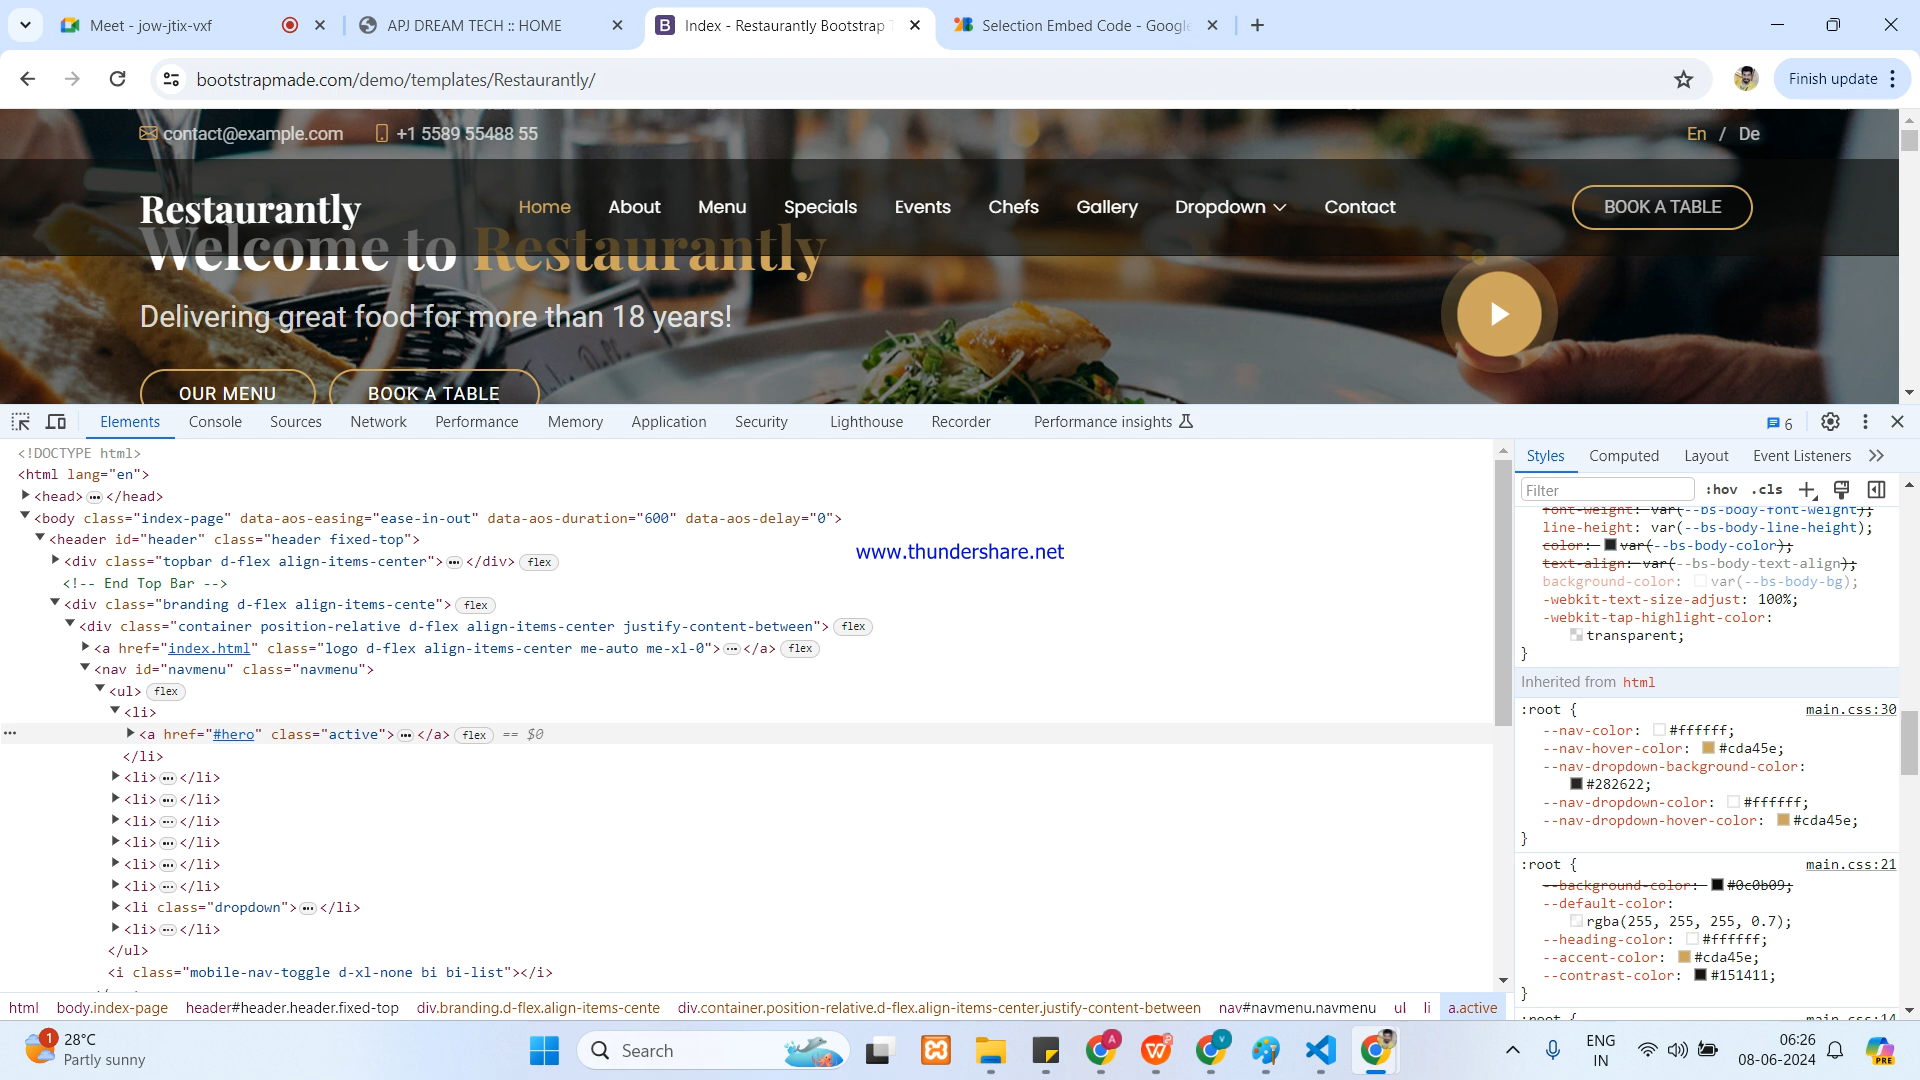 Meet - jow-jtix-vxf
APJ DREAM TECH :: HOME
Index - Restaurantly Bootstrap T
Selection Embed Code - Google
bootstrapmade.com/demo/templates/Restaurantly/
Finish update
contact@example.com
+1 5589 55488 55
En / De
Restaurantly
Home About Menu Specials Events Chefs Gallery Dropdown Contact
BOOK A TABLE
Welcome to Restaurantly
Delivering great food for more than 18 years!
OUR MENU
BOOK A TABLE
Elements Console Sources Network Performance Memory Application Security Lighthouse Recorder Performance insights
6
<!DOCTYPE html>
<html lang="en">
<head> ••• </head>
<body class="index-page" data-aos-easing="ease-in-out" data-aos-duration="600" data-aos-delay="0">
<header id="header" class="header fixed-top">
<div class="topbar d-flex align-items-center"> ••• </div> flex
<!-- End Top Bar -->
<div class="branding d-flex align-items-cente"> flex
<div class="container position-relative d-flex align-items-center justify-content-between"> flex
<a href="index.html" class="logo d-flex align-items-center me-auto me-xl-0"> ••• </a> flex
<nav id="navmenu" class="navmenu">
<ul> flex
<li>
<a href="#hero" class="active"> ••• </a> flex == $0
</li>
<li> ••• </li>
<li> ••• </li>
<li> ••• </li>
<li> ••• </li>
<li> ••• </li>
<li> ••• </li>
<li class="dropdown"> ••• </li>
<li> ••• </li>
</ul>
<i class="mobile-nav-toggle d-xl-none bi bi-list"></i>
www.thundershare.net
html body.index-page header#header.header.fixed-top div.branding.d-flex.align-items-cente div.container.position-relative.d-flex.align-items-center.justify-content-between nav#navmenu.navmenu ul li a.active
Styles Computed Layout Event Listeners
Filter
:hov .cls
font-weight: var(--bs-body-font-weight);
line-height: var(--bs-body-line-height);
color: var(--bs-body-color);
text-align: var(--bs-body-text-align);
background-color: var(--bs-body-bg);
-webkit-text-size-adjust: 100%;
-webkit-tap-highlight-color:
transparent;
}
Inherited from html
:root { main.css:30
--nav-color: #ffffff;
--nav-hover-color: #cda45e;
--nav-dropdown-background-color:
#282622;
--nav-dropdown-color: #ffffff;
--nav-dropdown-hover-color: #cda45e;
}
:root { main.css:21
--background-color: #0c0b09;
--default-color:
rgba(255, 255, 255, 0.7);
--heading-color: #ffffff;
--accent-color: #cda45e;
--contrast-color: #151411;
}
:root { main.css:14
1
28°C
Partly sunny
Search
ENG
IN
06:26
08-06-2024
PRE